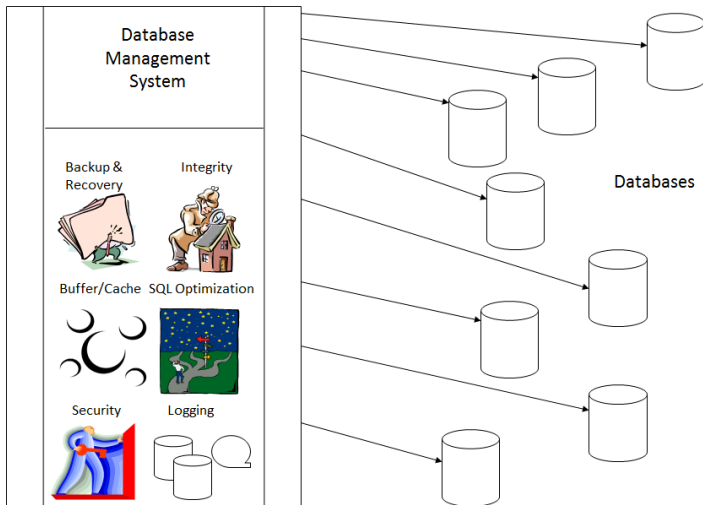 Database
Management
System
Backup &
Recovery
Integrity
Databases
Buffer/Cache
SQL Optimization
Security
Logging